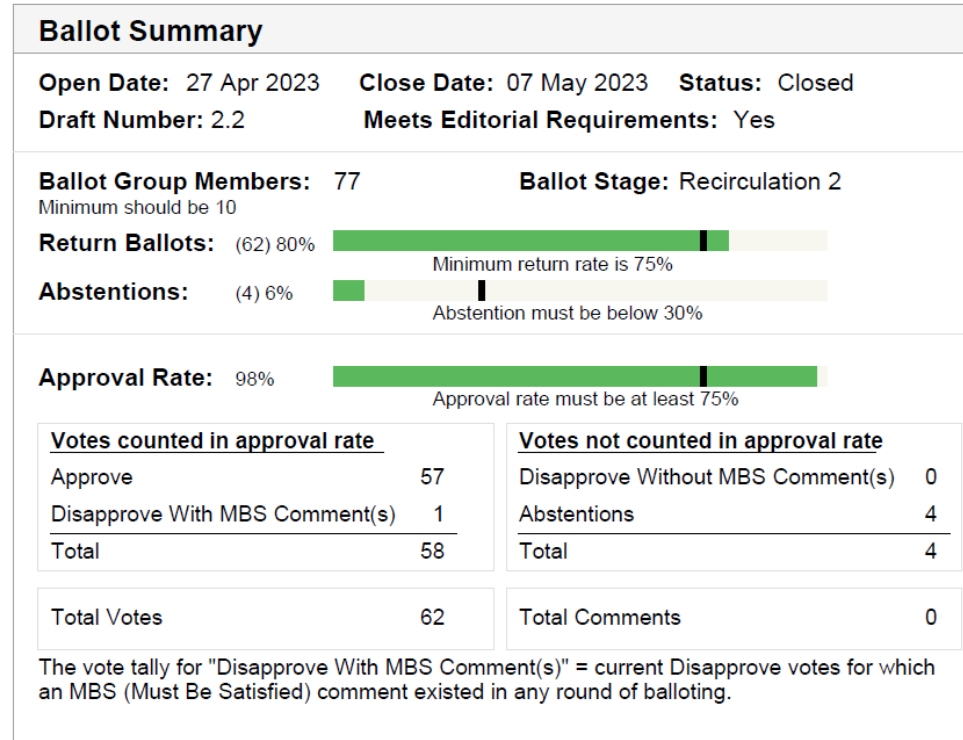 Ballot Summary
Open Date: 27 Apr 2023 Close Date: 07 May 2023 Status: Closed
Draft Number: 2.2 Meets Editorial Requirements: Yes
Ballot Group Members: 77 Ballot Stage: Recirculation 2
Minimum should be 10
Return Ballots: (62) 80%
Minimum return rate is 75%
Abstentions: (4) 6%
Abstention must be below 30%
Approval Rate: 98%
Approval rate must be at least 75%
Votes counted in approval rate
Approve 57
Disapprove With MBS Comment(s) 1
Total 58
Votes not counted in approval rate
Disapprove Without MBS Comment(s) 0
Abstentions 4
Total 4
Total Votes 62
Total Comments 0
The vote tally for "Disapprove With MBS Comment(s)" = current Disapprove votes for which
an MBS (Must Be Satisfied) comment existed in any round of balloting.